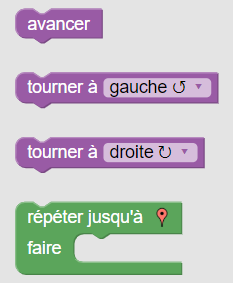 avancer
tourner à gauche ↺
tourner à droite ↻
répéter jusqu'à
faire